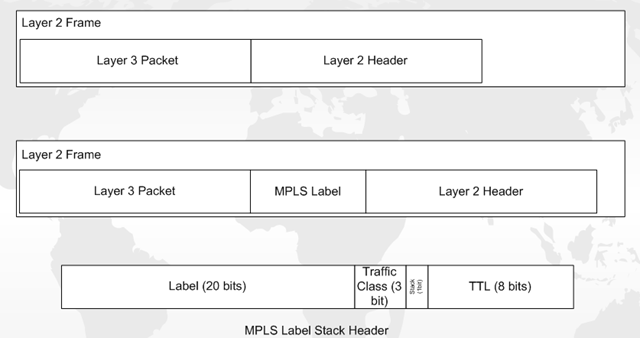 Layer 2 Frame
Layer 3 Packet
Layer 2 Header
Layer 2 Frame
Layer 3 Packet
MPLS Label
Layer 2 Header
Label (20 bits)
Traffic
Class (3
bit)
Stack
(1bit)
TTL (8 bits)
MPLS Label Stack Header